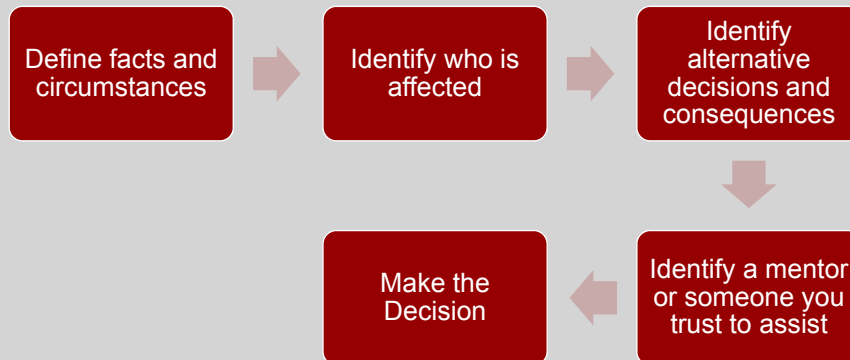 Define facts and
circumstances
Identify who is
affected
Identify
alternative
decisions and
consequences
Identify a mentor
or someone you
trust to assist
Make the
Decision